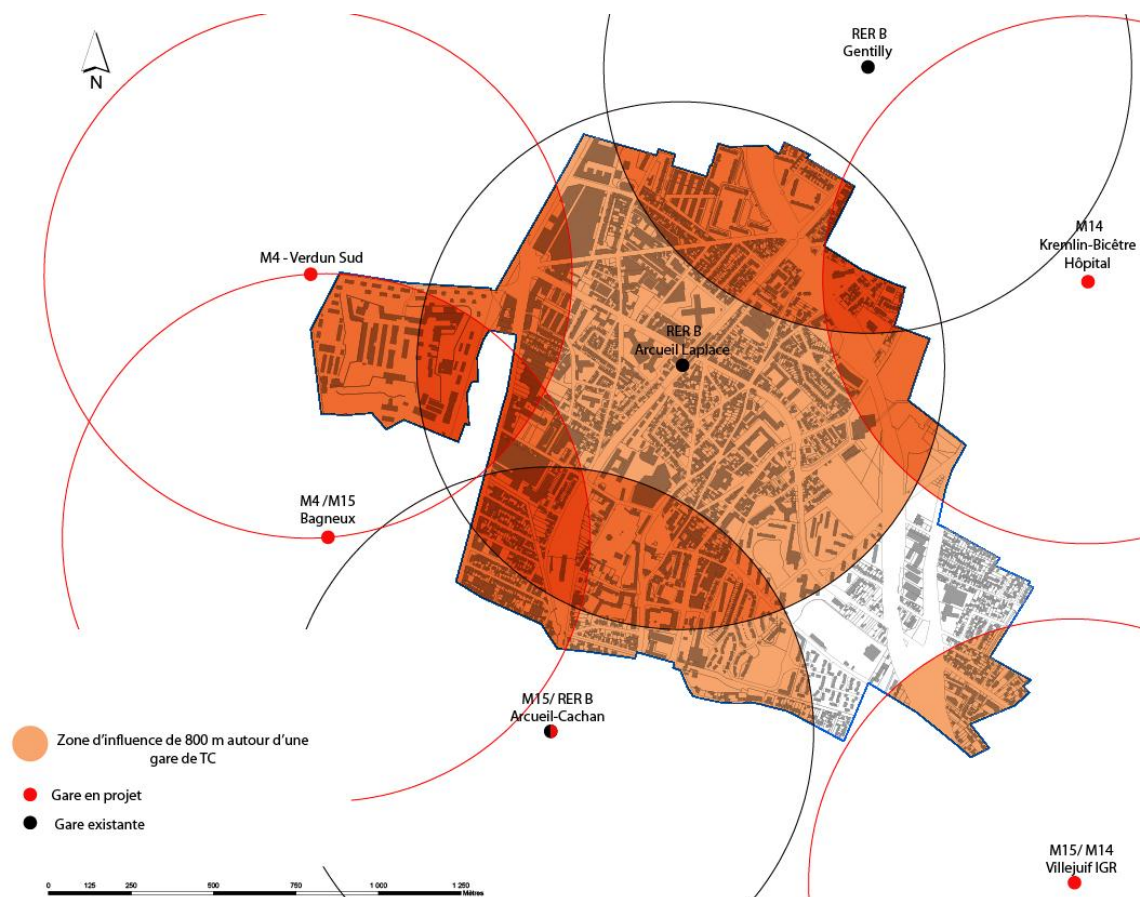 N
RER B
Gentilly
M14
Kremlin-Bicêtre
Hôpital
M4 - Verdun Sud
RER B
Arcueil Laplace
M4 /M15
Bagneux
M15/ RER B
Arcueil-Cachan
Zone d'influence de 800 m autour d'une
gare de TC
Gare en projet
Gare existante
M15/ M14
Villejuif IGR
0 125 250 500 750 1 000 1 250
Mètres